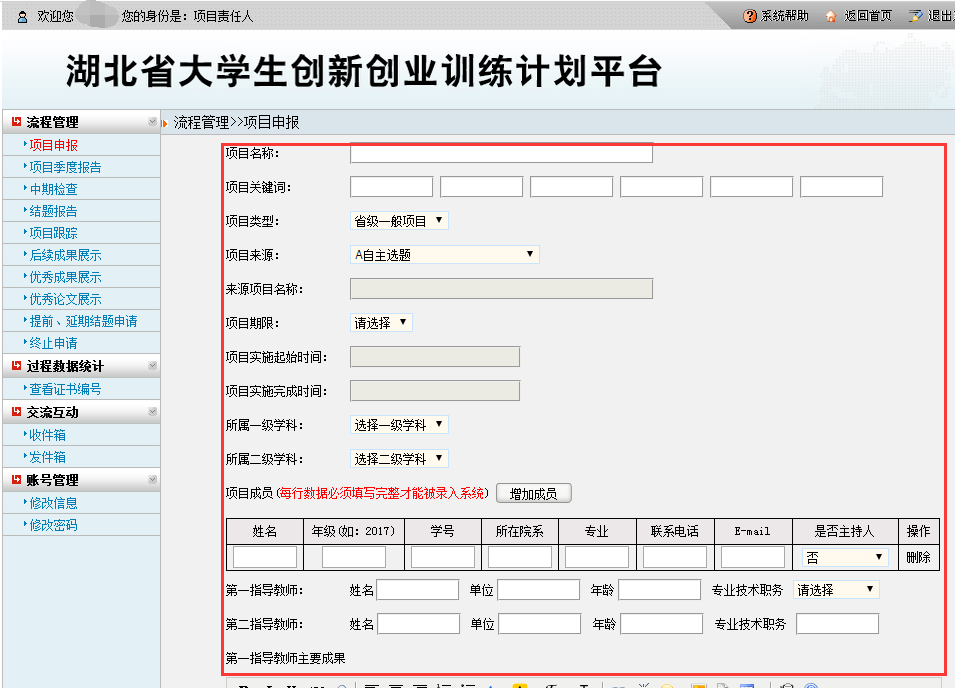 欢迎您 您的身份是：项目责任人 系统帮助 返回首页 退出
湖北省大学生创新创业训练计划平台
流程管理
项目申报
项目季度报告
中期检查
结题报告
项目跟踪
后续成果展示
优秀成果展示
优秀论文展示
提前、延期结题申请
终止申请
过程数据统计
查看证书编号
交流互动
收件箱
发件箱
账号管理
修改信息
修改密码
流程管理>>项目申报
项目名称：
项目关键词：
项目类型： 省级一般项目
项目来源： A自主选题
来源项目名称：
项目期限： 请选择
项目实施起始时间：
项目实施完成时间：
所属一级学科： 选择一级学科
所属二级学科： 选择二级学科
项目成员(每行数据必须填写完整才能被录入系统) 增加成员
姓名 年级(如：2017) 学号 所在院系 专业 联系电话 E-mail 是否主持人 操作
否 删除
第一指导教师： 姓名 单位 年龄 专业技术职务 请选择
第二指导教师： 姓名 单位 年龄 专业技术职务
第一指导教师主要成果